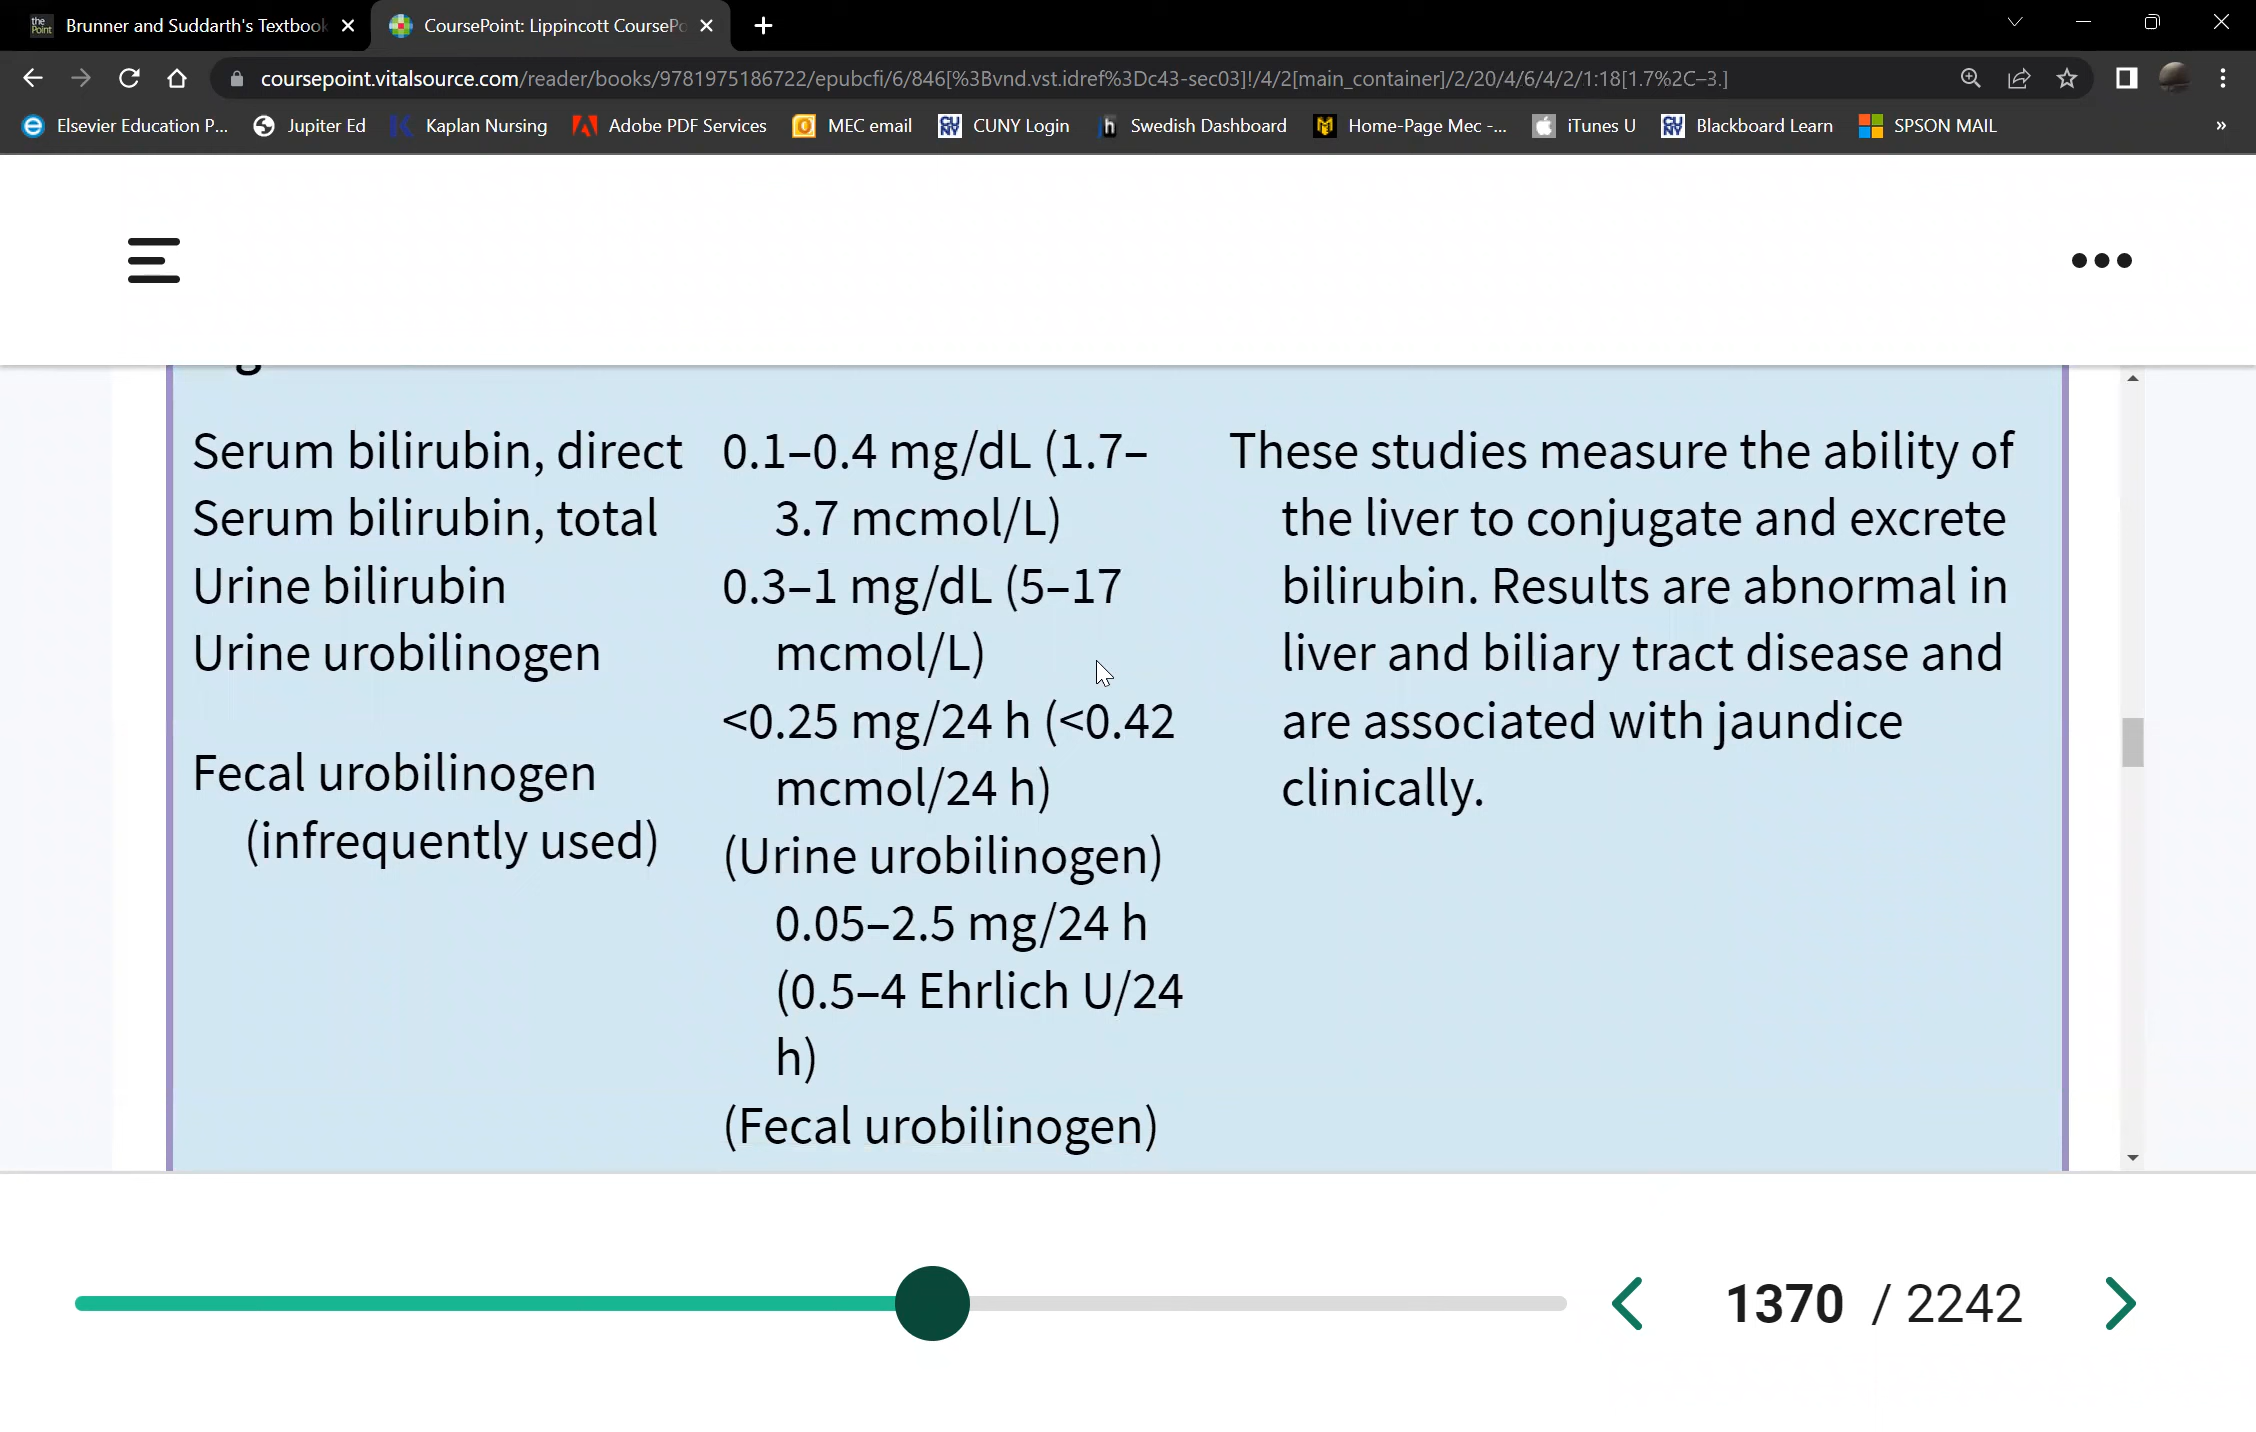 Brunner and Suddarth's Textbook
CoursePoint: Lippincott CoursePo
coursepoint.vitalsource.com/reader/books/9781975186722/epubcfi/6/846[%3Bvnd.vst.idref%3Dc43-sec03]!/4/2[main_container]/2/20/4/6/4/2/1:18[1.7%2C–3.]
Elsevier Education P... Jupiter Ed Kaplan Nursing Adobe PDF Services MEC email CUNY Login Swedish Dashboard Home-Page Mec -... iTunes U Blackboard Learn SPSON MAIL »
Serum bilirubin, direct
Serum bilirubin, total
Urine bilirubin
Urine urobilinogen
Fecal urobilinogen
(infrequently used)
0.1–0.4 mg/dL (1.7–
3.7 mcmol/L)
0.3–1 mg/dL (5–17
mcmol/L)
<0.25 mg/24 h (<0.42
mcmol/24 h)
(Urine urobilinogen)
0.05–2.5 mg/24 h
(0.5–4 Ehrlich U/24
h)
(Fecal urobilinogen)
These studies measure the ability of
the liver to conjugate and excrete
bilirubin. Results are abnormal in
liver and biliary tract disease and
are associated with jaundice
clinically.
1370 / 2242